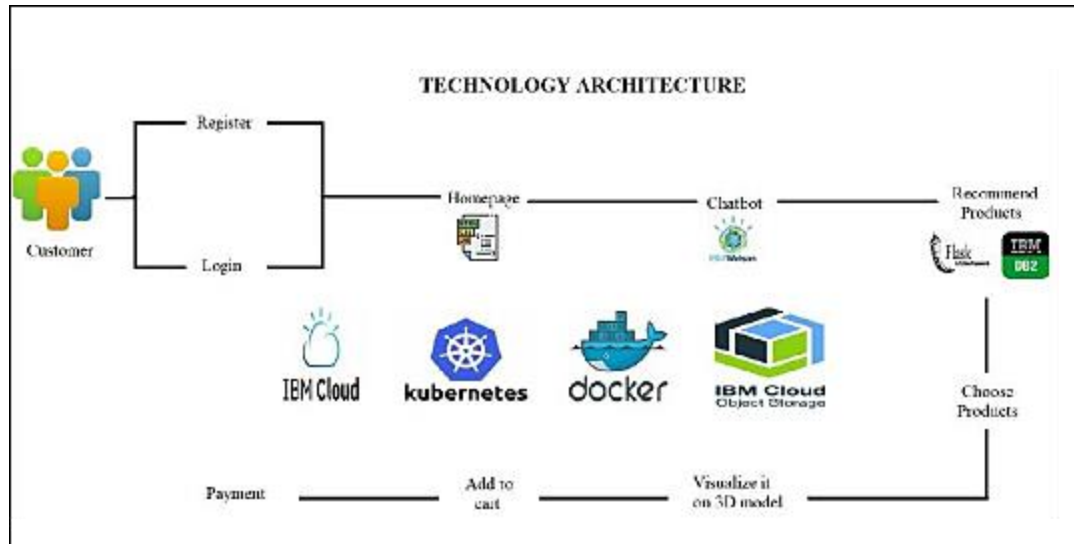 TECHNOLOGY ARCHITECTURE
Register
Customer
Login
Homepage
Chatbot
Recommend
Products
Flask
IBM
DB2
IBM Cloud
kubernetes
docker
IBM Cloud
Object Storage
Choose
Products
Visualize it
on 3D model
Add to
cart
Payment